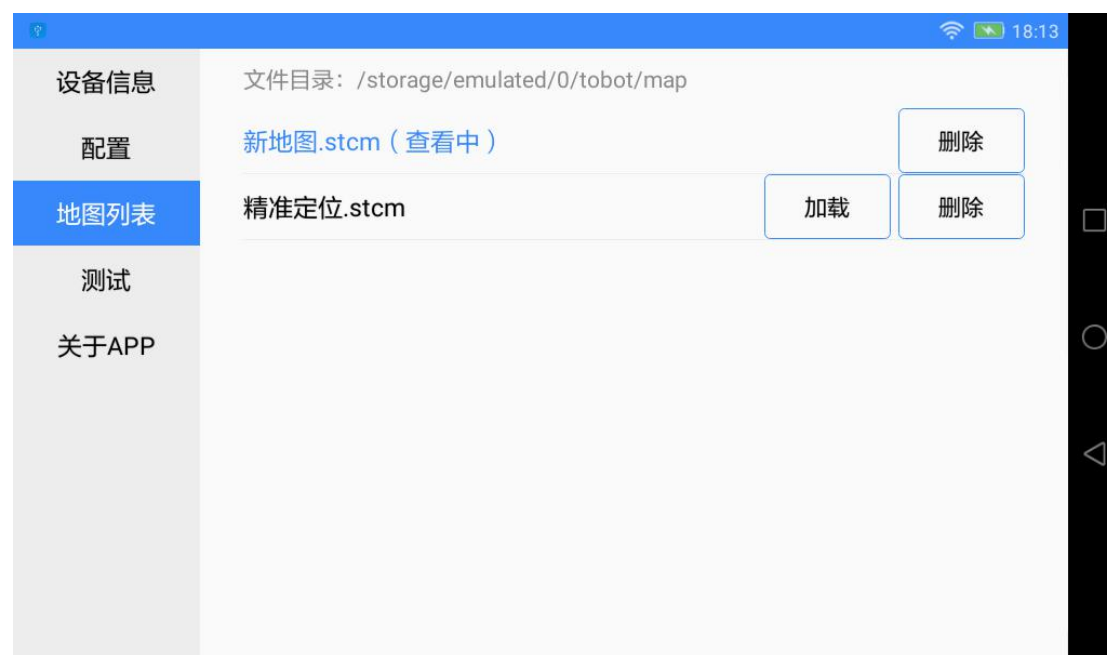 18:13
设备信息
配置
地图列表
测试
关于APP
文件目录：/storage/emulated/0/tobot/map
新地图.stcm（查看中）
删除
精准定位.stcm
加载
删除